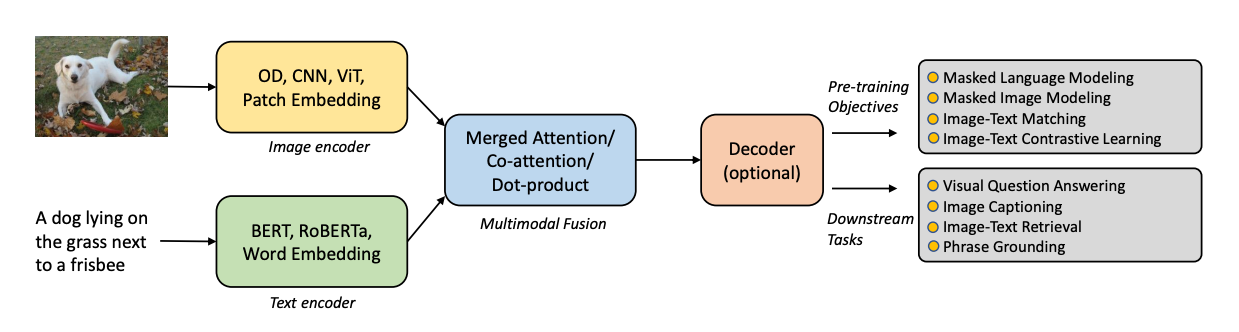 OD, CNN, ViT,
Patch Embedding
Image encoder
A dog lying on
the grass next
to a frisbee
BERT, RoBERTa,
Word Embedding
Text encoder
Merged Attention/
Co-attention/
Dot-product
Multimodal Fusion
Decoder
(optional)
Pre-training
Objectives
Masked Language Modeling
Masked Image Modeling
Image-Text Matching
Image-Text Contrastive Learning
Downstream
Tasks
Visual Question Answering
Image Captioning
Image-Text Retrieval
Phrase Grounding